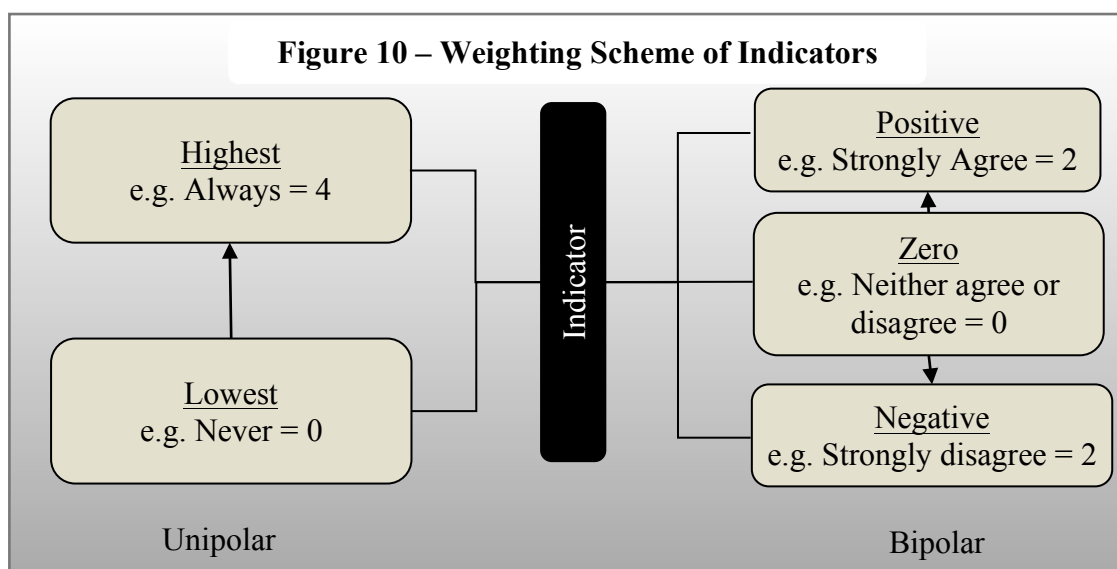 Figure 10 – Weighting Scheme of Indicators
Highest
e.g. Always = 4
Lowest
e.g. Never = 0
Unipolar
Indicator
Positive
e.g. Strongly Agree = 2
Zero
e.g. Neither agree or
disagree = 0
Negative
e.g. Strongly disagree = 2
Bipolar